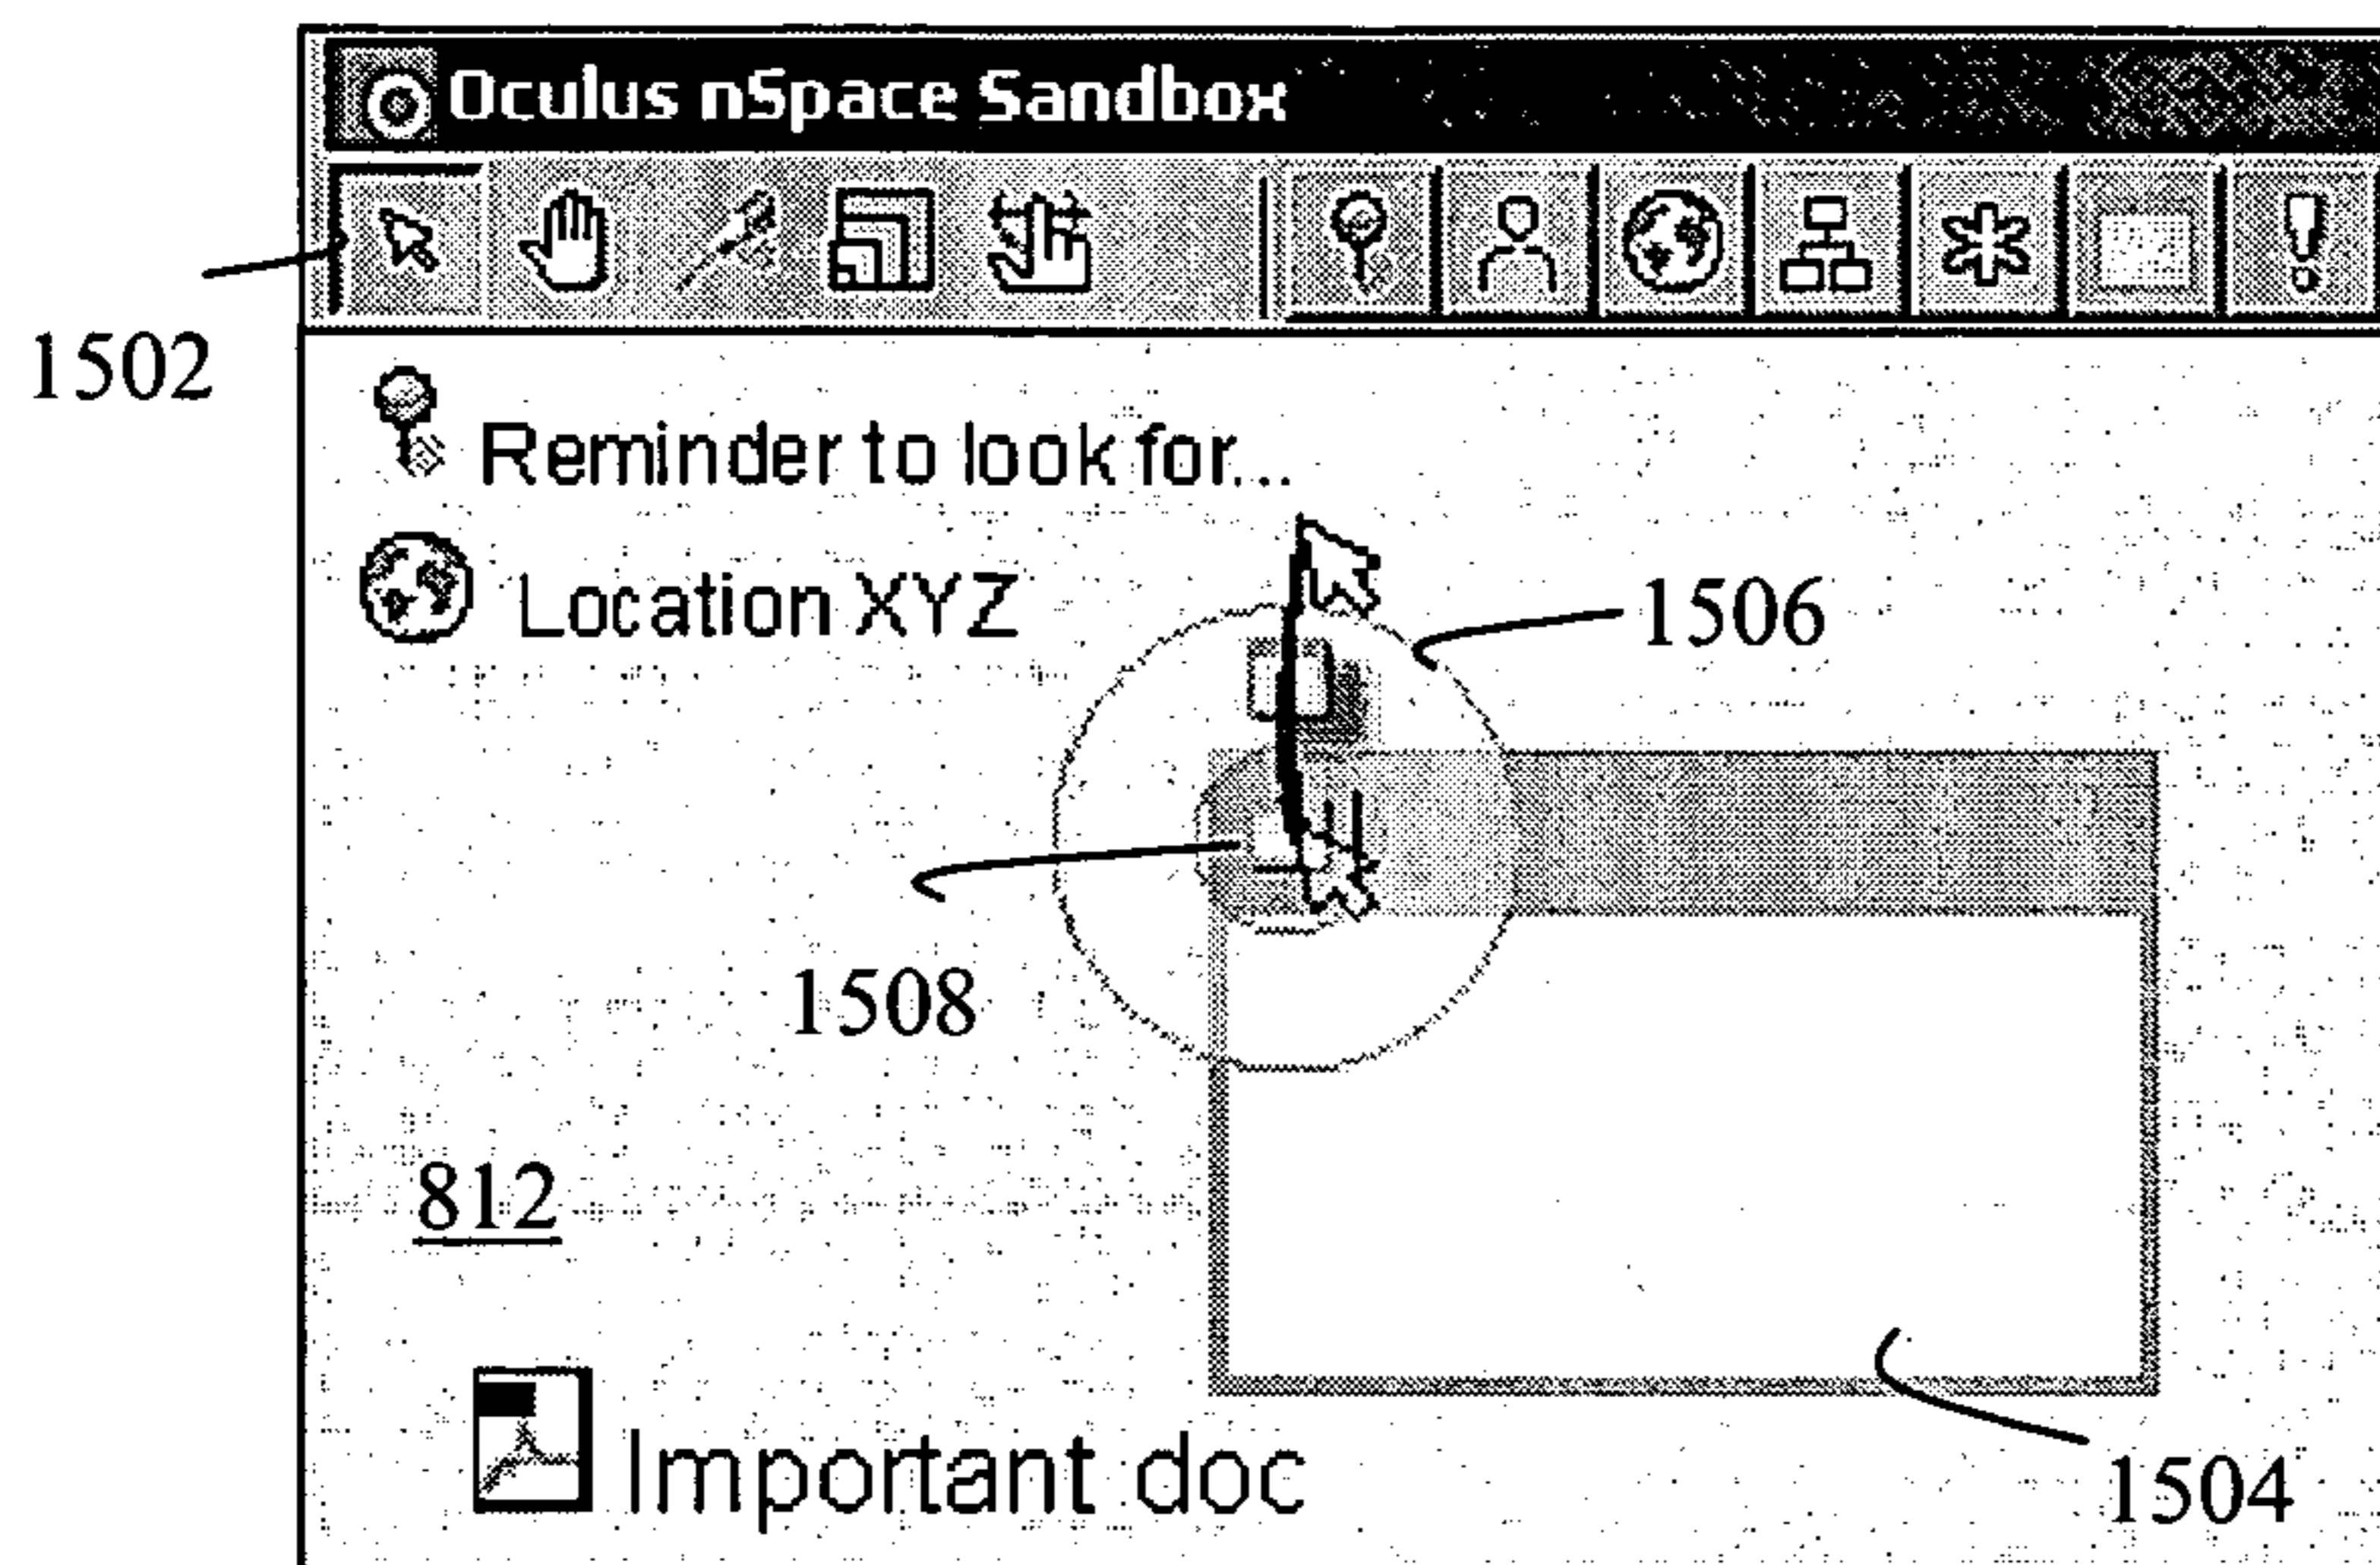 Oculus nSpace Sandbox
1502
Reminder to look for...
Location XYZ
1506
1508
812
Important doc
1504